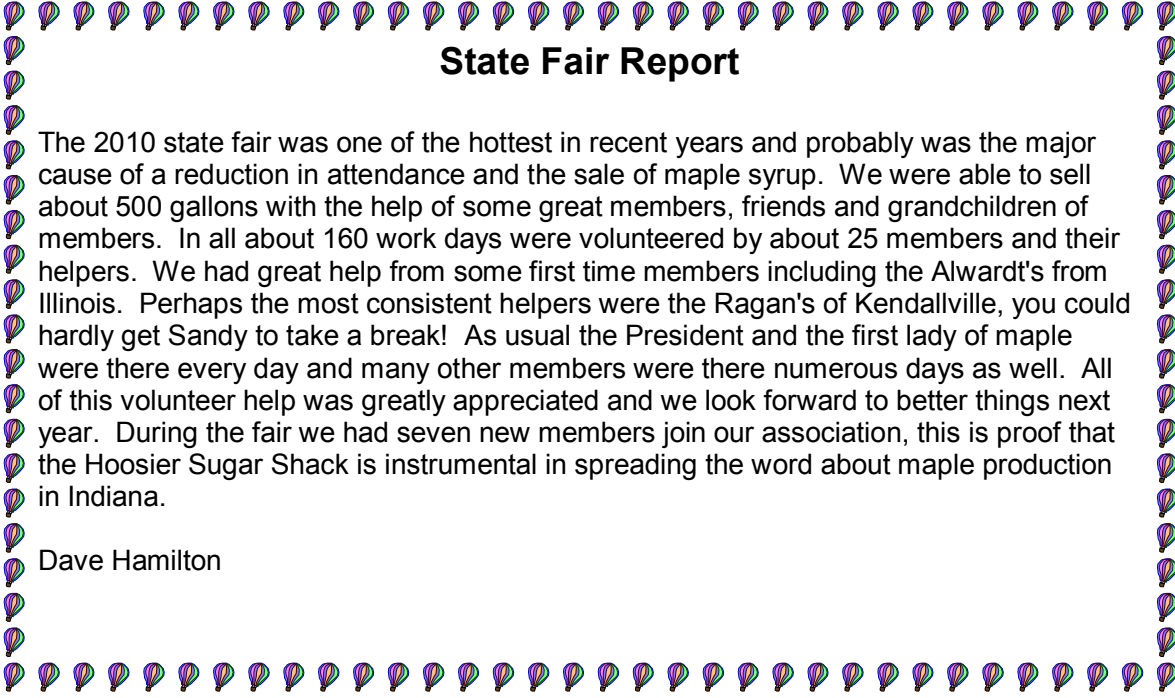 State Fair Report
The 2010 state fair was one of the hottest in recent years and probably was the major
cause of a reduction in attendance and the sale of maple syrup.  We were able to sell
about 500 gallons with the help of some great members, friends and grandchildren of
members.  In all about 160 work days were volunteered by about 25 members and their
helpers.  We had great help from some first time members including the Alwardt's from
Illinois.  Perhaps the most consistent helpers were the Ragan's of Kendallville, you could
hardly get Sandy to take a break!  As usual the President and the first lady of maple
were there every day and many other members were there numerous days as well.  All
of this volunteer help was greatly appreciated and we look forward to better things next
year.  During the fair we had seven new members join our association, this is proof that
the Hoosier Sugar Shack is instrumental in spreading the word about maple production
in Indiana.
Dave Hamilton